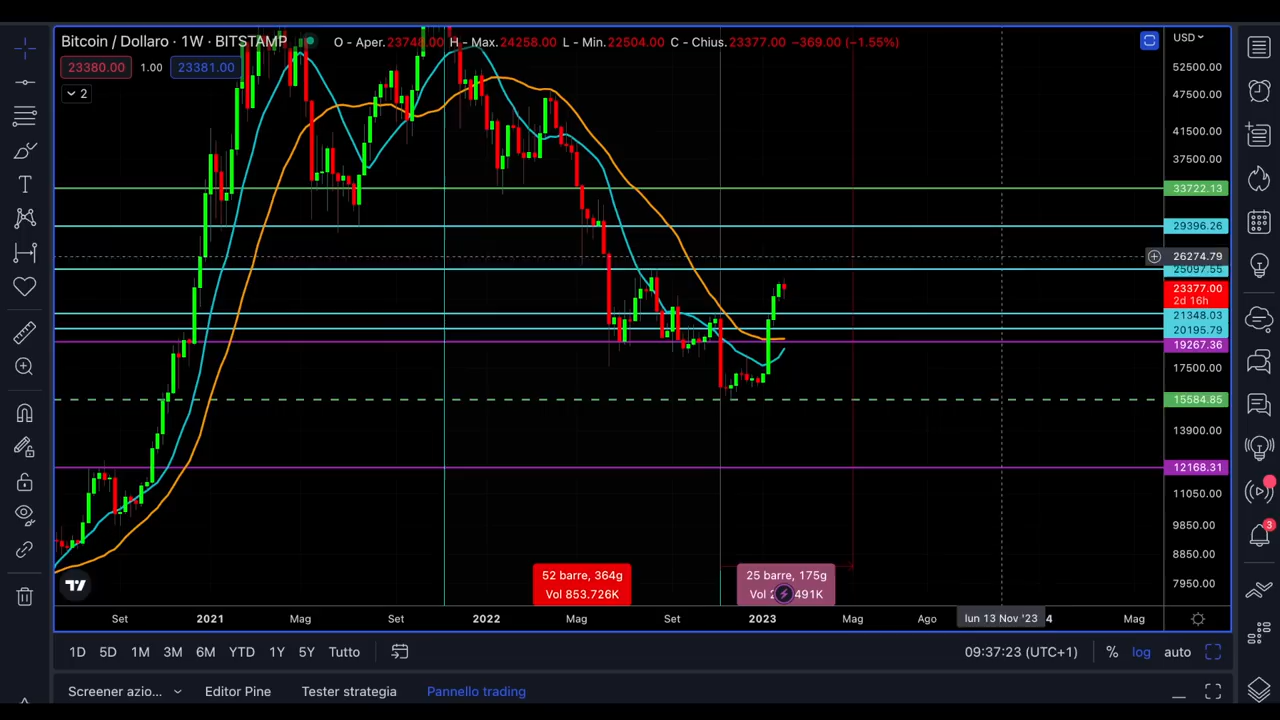 Bitcoin / Dollaro · 1W · BITSTAMP O - Aper.23748.00 H - Max.24258.00 L - Min.22504.00 C - Chius.23377.00 −369.00 (−1.55%)
USD
23380.00 1.00 23381.00
2
52500.00
47500.00
41500.00
37500.00
33722.13
29396.26
26274.79
25097.55
23377.00
2d 16h
21348.03
20195.79
19267.36
17500.00
15584.85
13900.00
12168.31
11050.00
9850.00
8850.00
7950.00
52 barre, 364g
Vol 853.726K
25 barre, 175g
Vol 2 491K
Set 2021 Mag Set 2022 Mag Set 2023 Mag Ago lun 13 Nov '23 4 Mag
1D 5D 1M 3M 6M YTD 1Y 5Y Tutto 09:37:23 (UTC+1) % log auto
Screener azio... Editor Pine Tester strategia Pannello trading
3